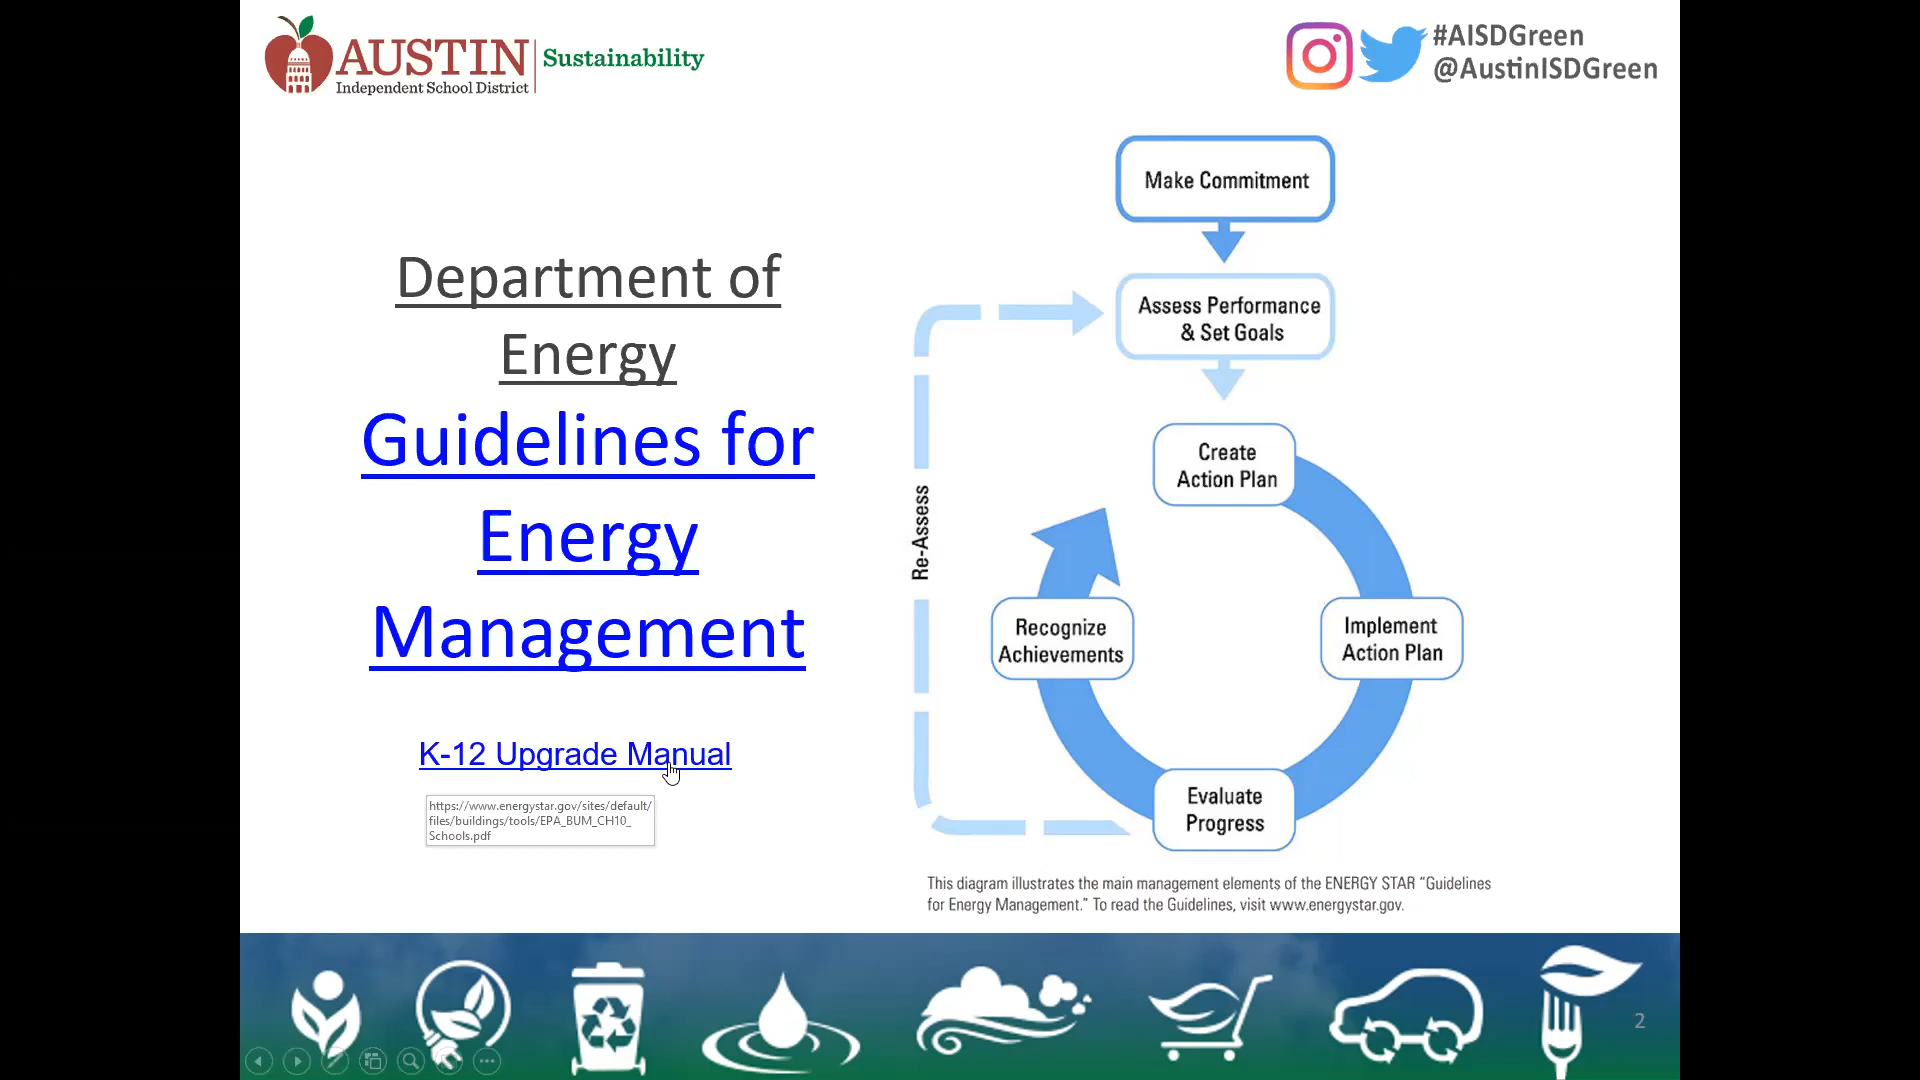 AUSTIN
Independent School District
Sustainability
#AISDGreen
@AustinISDGreen
Department of
Energy
Guidelines for
Energy
Management
K-12 Upgrade Manual
https://www.energystar.gov/sites/default/
files/buildings/tools/EPA_BUM_CH10_
Schools.pdf
Make Commitment
Assess Performance
& Set Goals
Re-Assess
Create
Action Plan
Implement
Action Plan
Recognize
Achievements
Evaluate
Progress
This diagram illustrates the main management elements of the ENERGY STAR “Guidelines
for Energy Management.” To read the Guidelines, visit www.energystar.gov.
2